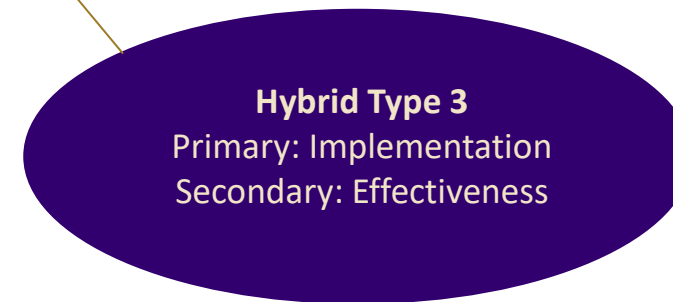 Hybrid Type 3
Primary: Implementation
Secondary: Effectiveness